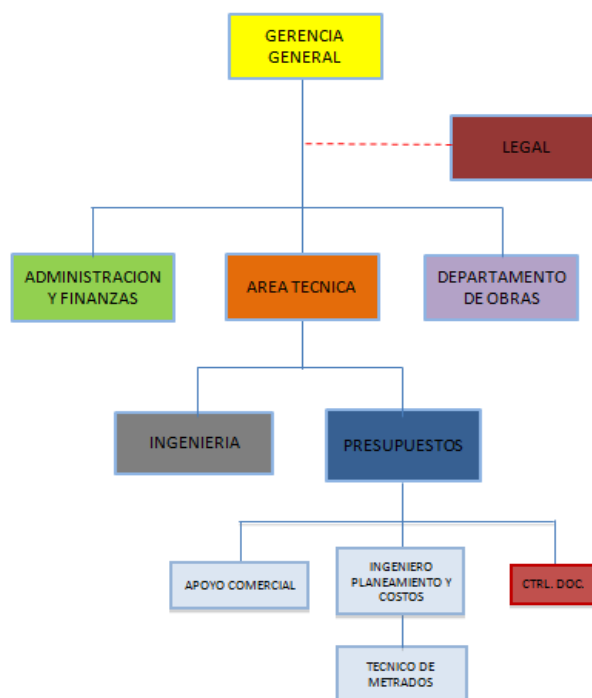 GERENCIA
GENERAL
LEGAL
ADMINISTRACION
Y FINANZAS
AREA TECNICA
DEPARTAMENTO
DE OBRAS
INGENIERIA
PRESUPUESTOS
APOYO COMERCIAL
INGENIERO
PLANEAMIENTO Y
COSTOS
CTRL. DOC.
TECNICO DE
METRADOS